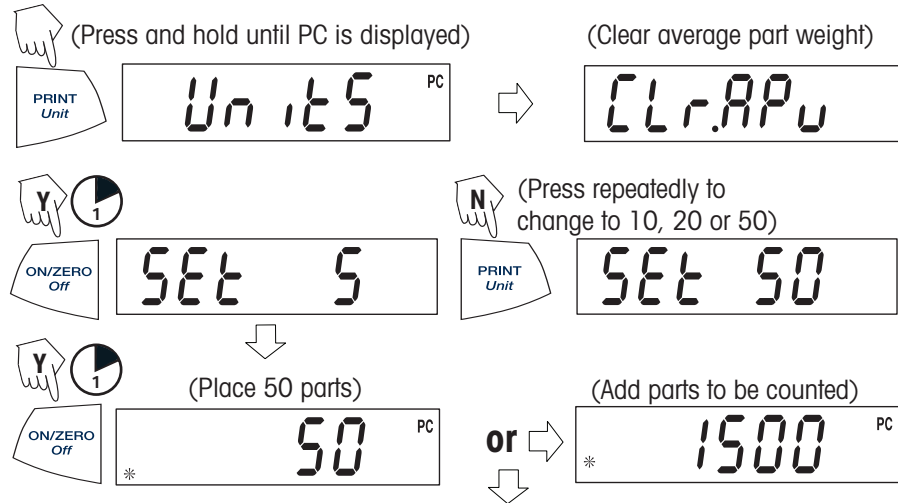 (Press and hold until PC is displayed)
(Clear average part weight)
PRINT
Unit
UnitS PC
CLr.APw
Y
1
ON/ZERO
Off
SEt 5
N
(Press repeatedly to
change to 10, 20 or 50)
PRINT
Unit
SEt 50
Y
1
ON/ZERO
Off
(Place 50 parts)
* 50 PC
or
(Add parts to be counted)
* 1500 PC